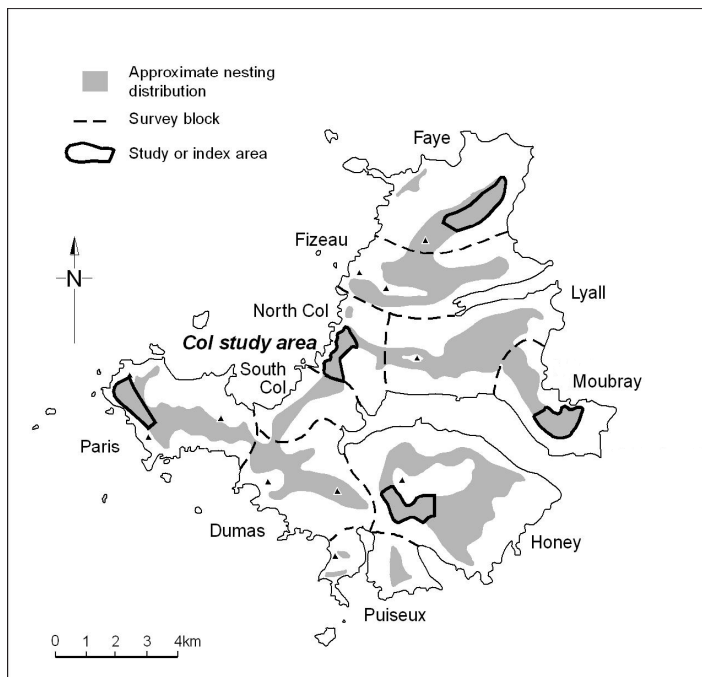 Approximate nesting
distribution
Survey block
Study or index area
Faye
N
Fizeau
Lyall
North Col
Col study area
South
Col
Moubray
Paris
Dumas
Honey
Puiseux
0 1 2 3 4km